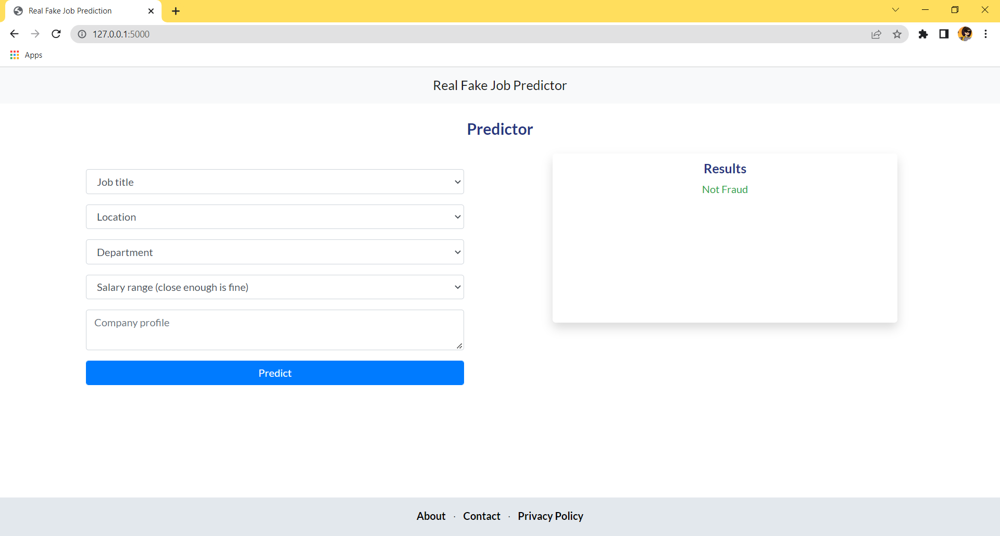 Real Fake Job Prediction
127.0.0.1:5000
Apps
Real Fake Job Predictor
Predictor
Job title
Location
Department
Salary range (close enough is fine)
Company profile
Predict
Results
Not Fraud
About · Contact · Privacy Policy